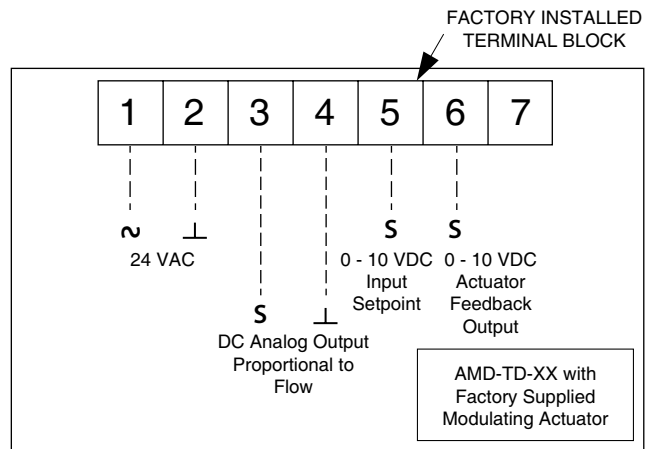 FACTORY INSTALLED
TERMINAL BLOCK
1 2 3 4 5 6 7
~ ⊥
24 VAC
S S
0 - 10 VDC
Input
Setpoint
0 - 10 VDC
Actuator
Feedback
Output
S ⊥
DC Analog Output
Proportional to
Flow
AMD-TD-XX with
Factory Supplied
Modulating Actuator